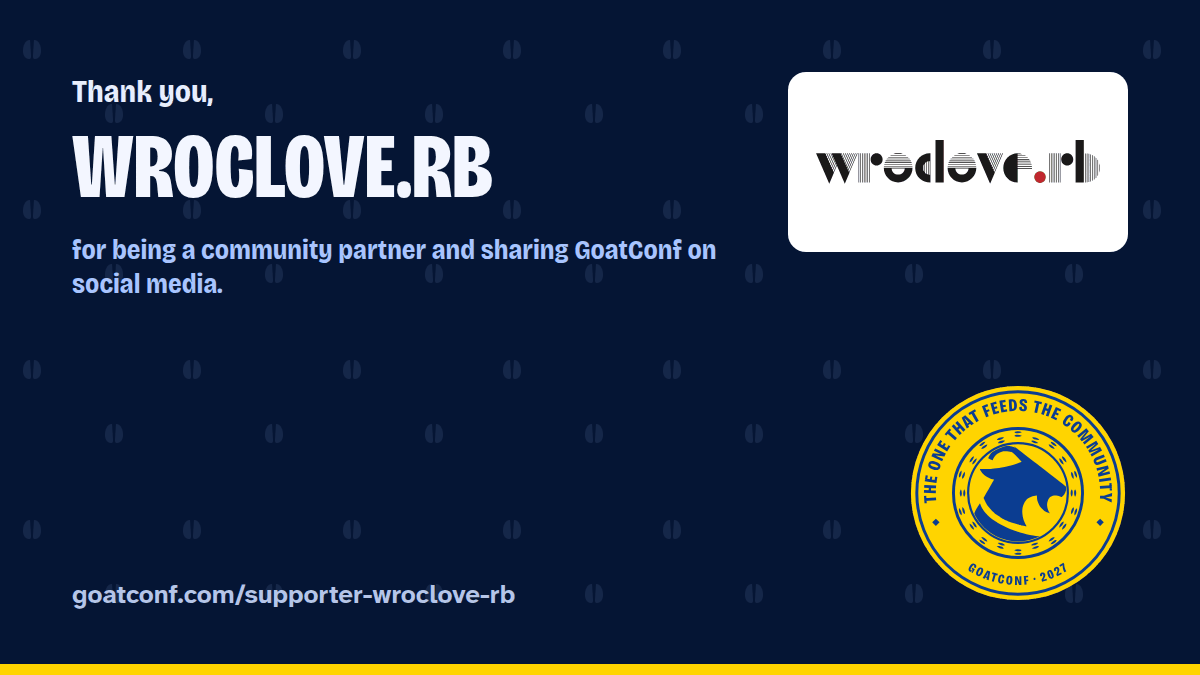 Thank you,
WROCLOVE.RB
for being a community partner and sharing GoatConf on
social media.
wroclove.rb
THE ONE THAT FEEDS THE COMMUNITY
GOATCONF · 2027
goatconf.com/supporter-wroclove-rb